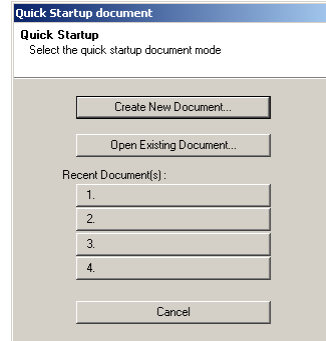 Quick Startup document
Quick Startup
Select the quick startup document mode
Create New Document...
Open Existing Document...
Recent Document(s) :
1.
2.
3.
4.
Cancel